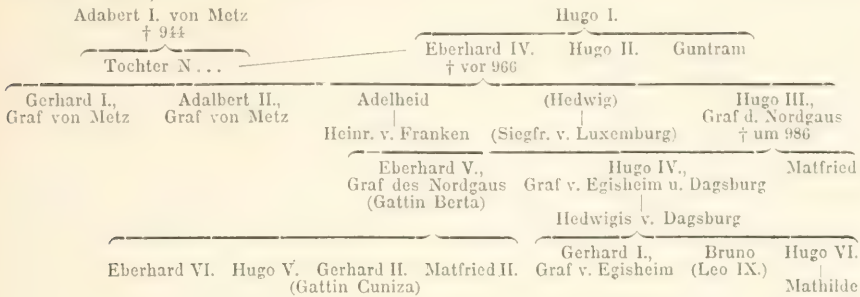 Adabert I. von Metz Hugo I.
† 944
Eberhard IV. Hugo II. Guntram
Tochter N... † vor 966
Gerhard I., Adalbert II., Adelheid (Hedwig) Hugo III.,
Graf von Metz Graf von Metz Graf d. Nordgaus
Heinr. v. Franken (Siegfr. v. Luxemburg) † um 986
Eberhard V., Hugo IV., Matfried
Graf des Nordgaus Graf v. Egisheim u. Dagsburg
(Gattin Berta)
Hedwigis v. Dagsburg
Gerhard I., Bruno Hugo VI.
Eberhard VI. Hugo V. Gerhard II. Matfried II. Graf v. Egisheim (Leo IX.)
(Gattin Cuniza) Mathilde